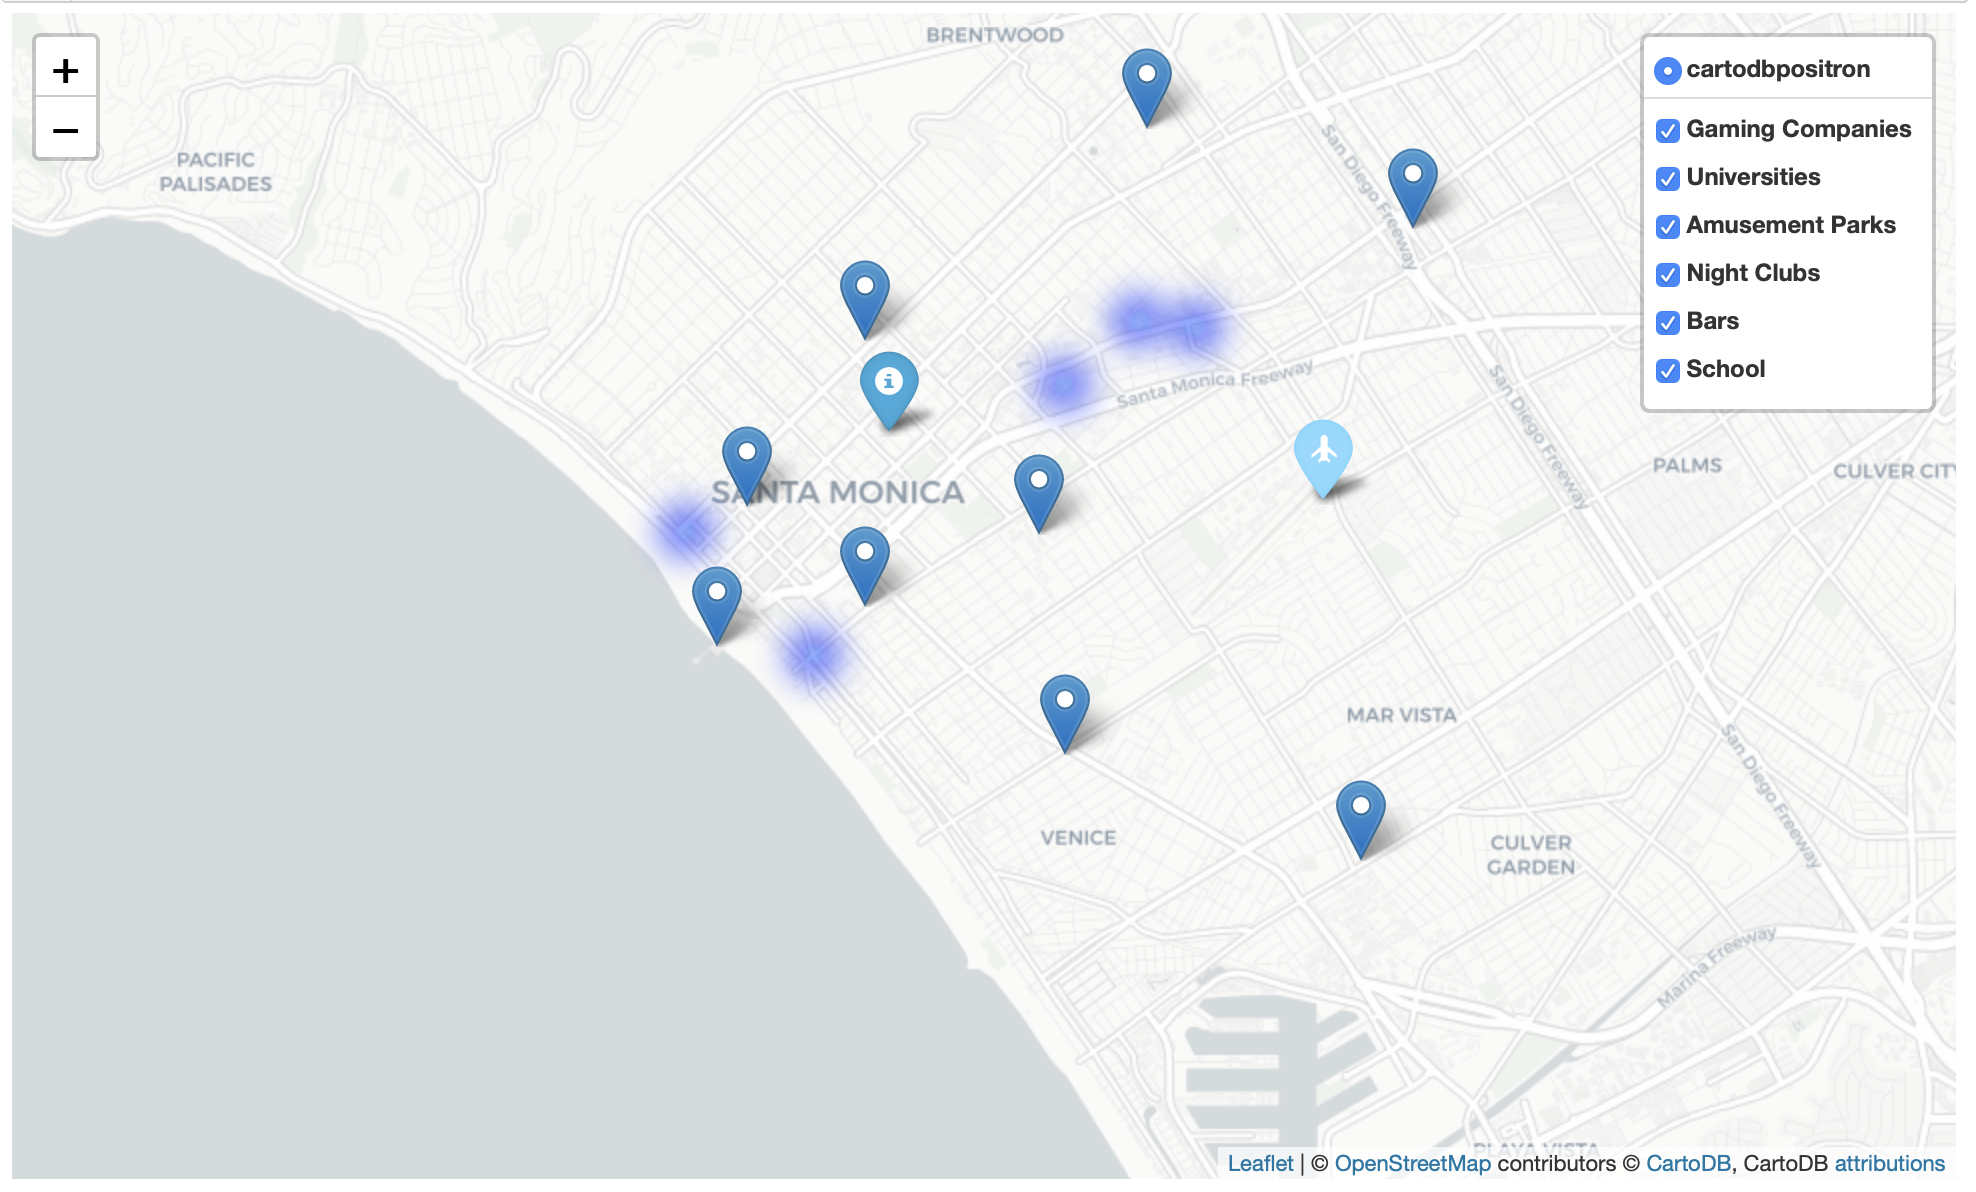 +
−
BRENTWOOD
PACIFIC
PALISADES
San Diego Freeway
cartodbpositron
Gaming Companies
Universities
Amusement Parks
Night Clubs
Bars
School
Santa Monica Freeway
San Diego Freeway
PALMS
CULVER CITY
SANTA MONICA
MAR VISTA
San Diego Freeway
VENICE
CULVER
GARDEN
Marina Freeway
PLAYA VISTA
Leaflet | © OpenStreetMap contributors © CartoDB, CartoDB attributions